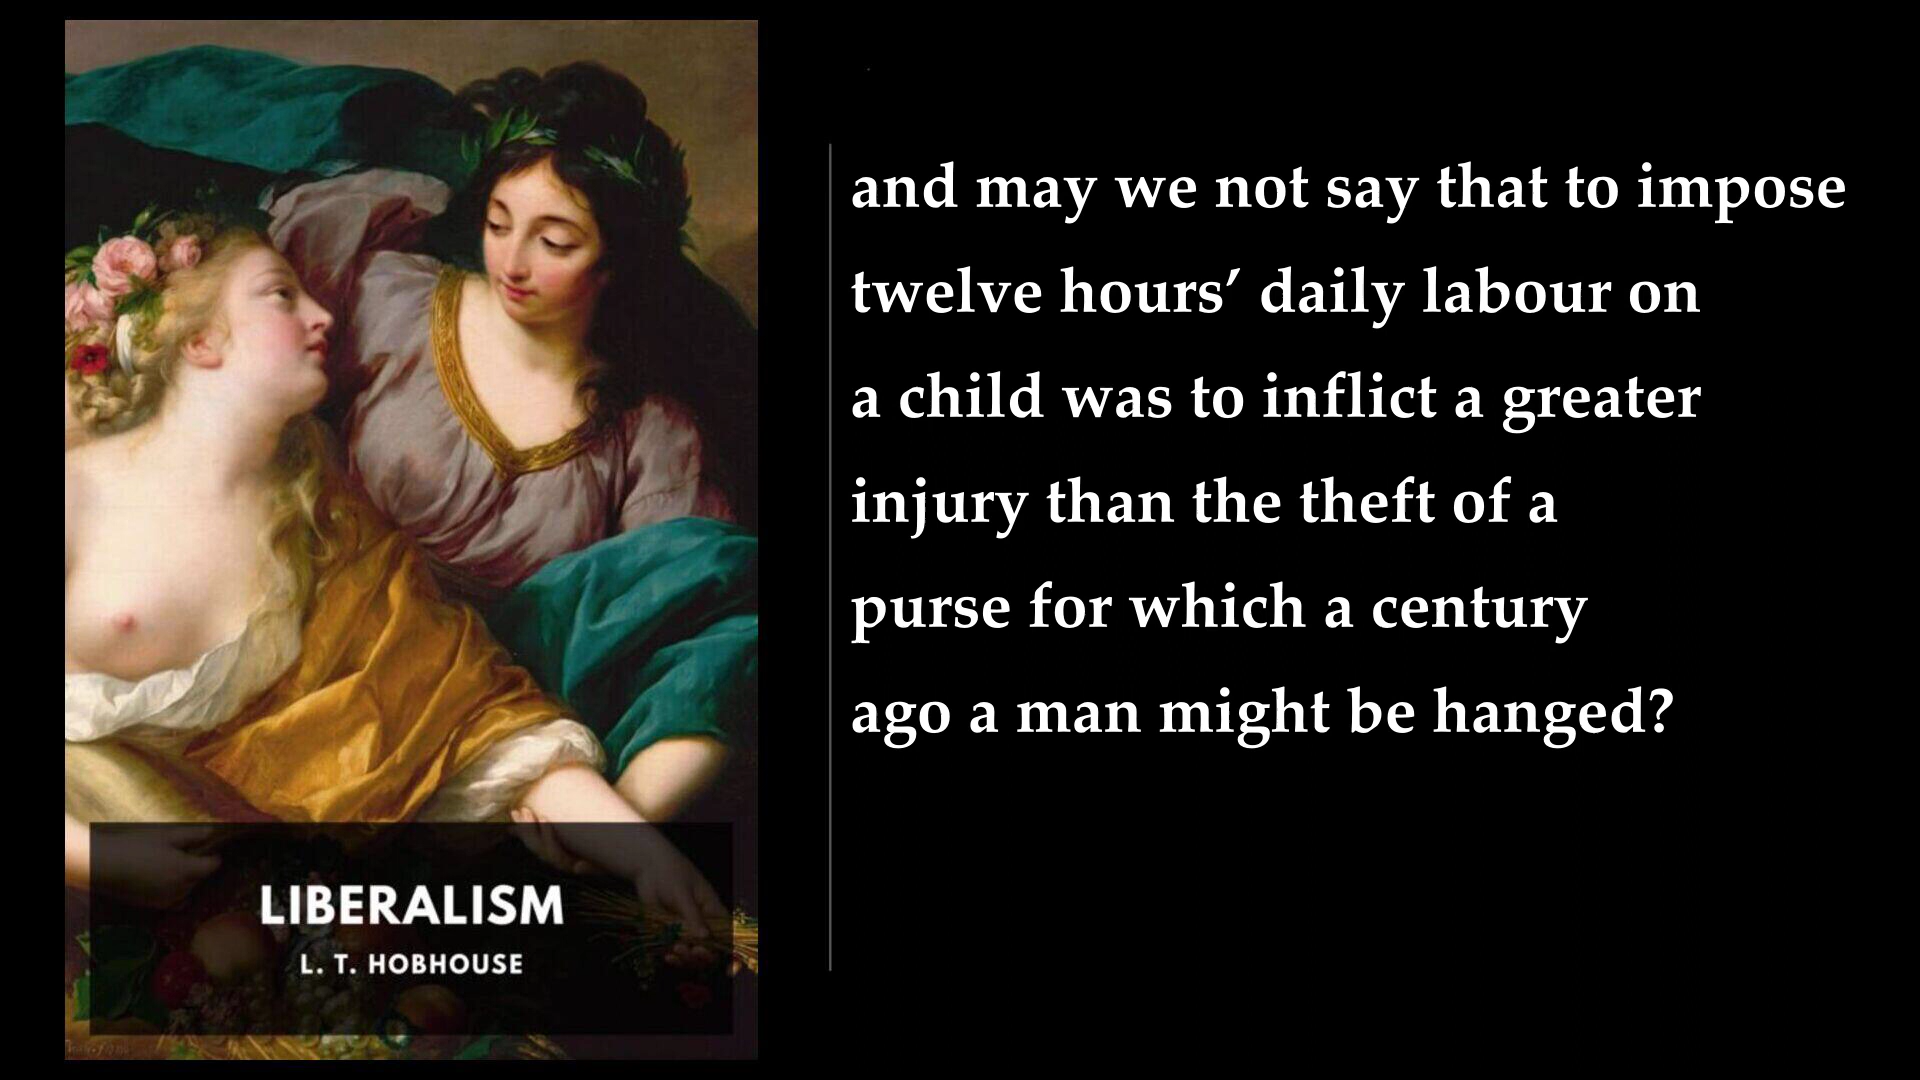 LIBERALISM
L. T. HOBHOUSE
and may we not say that to impose
twelve hours’ daily labour on
a child was to inflict a greater
injury than the theft of a
purse for which a century
ago a man might be hanged?